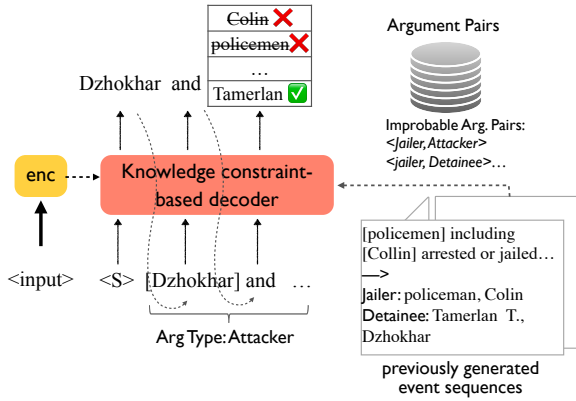 Colin
policemen
...
Tamerlan
Dzhokhar and
Argument Pairs
Improbable Arg. Pairs:
<Jailer, Attacker>
<jailer, Detainee>...
enc
Knowledge constraint-
based decoder
<input>
<S> [Dzhokhar] and ...
Arg Type: Attacker
[policemen] including
[Collin] arrested or jailed...
—>
Jailer: policeman, Colin
Detainee: Tamerlan T.,
Dzhokhar
previously generated
event sequences